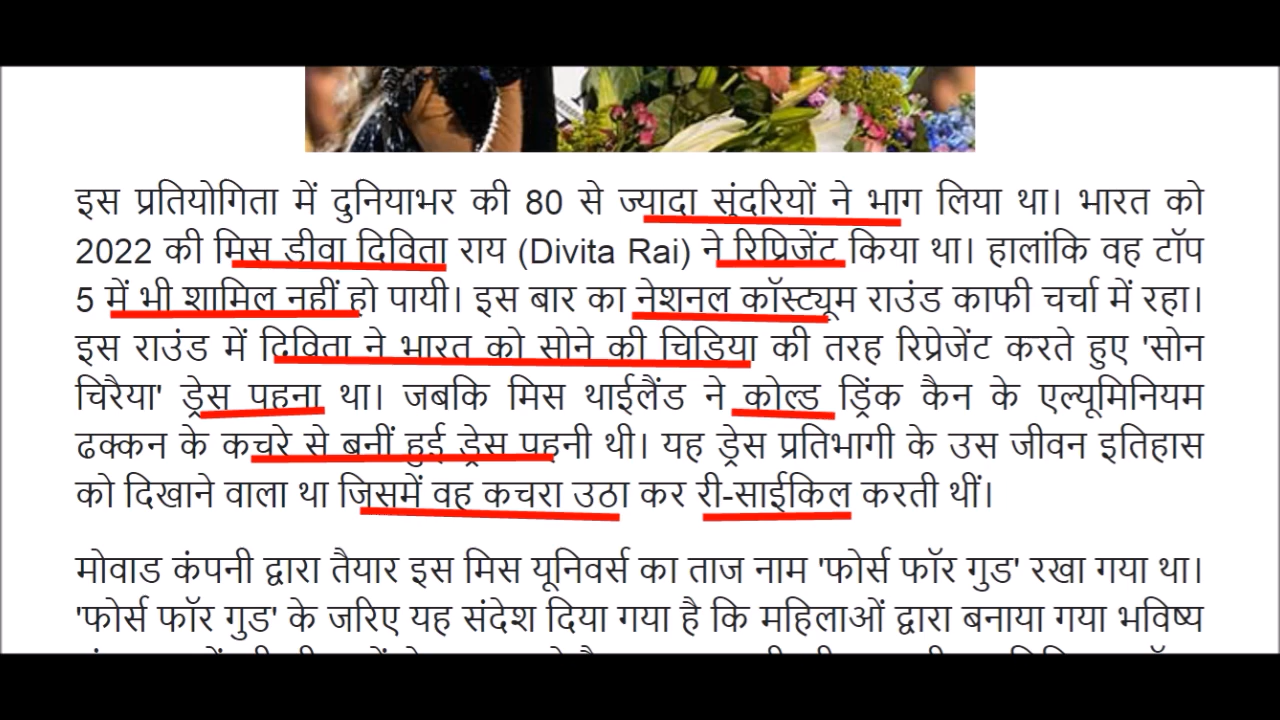 इस प्रतियोगिता में दुनियाभर की 80 से ज्यादा सुंदरियों ने भाग लिया था। भारत को
2022 की मिस डीवा दिविता राय (Divita Rai) ने रिप्रिजेंट किया था। हालांकि वह टॉप
5 में भी शामिल नहीं हो पायी। इस बार का नेशनल कॉस्ट्यूम राउंड काफी चर्चा में रहा।
इस राउंड में दिविता ने भारत को सोने की चिडिया की तरह रिप्रेजेंट करते हुए 'सोन
चिरैया' ड्रेस पहना था। जबकि मिस थाईलैंड ने कोल्ड ड्रिंक कैन के एल्यूमिनियम
ढक्कन के कचरे से बनीं हुई ड्रेस पहनी थी। यह ड्रेस प्रतिभागी के उस जीवन इतिहास
को दिखाने वाला था जिसमें वह कचरा उठा कर री-साईकिल करती थीं।
मोवाड कंपनी द्वारा तैयार इस मिस यूनिवर्स का ताज नाम 'फोर्स फॉर गुड' रखा गया था।
'फोर्स फॉर गुड' के जरिए यह संदेश दिया गया है कि महिलाओं द्वारा बनाया गया भविष्य